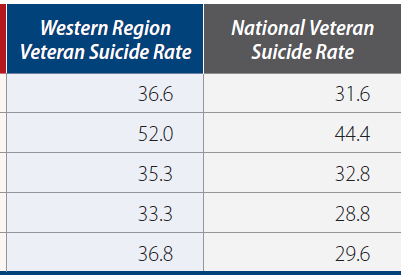 Western Region National Veteran
Veteran Suicide Rate Suicide Rate
36.6 31.6
52.0 44.4
35.3 32.8
33.3 28.8
36.8 29.6